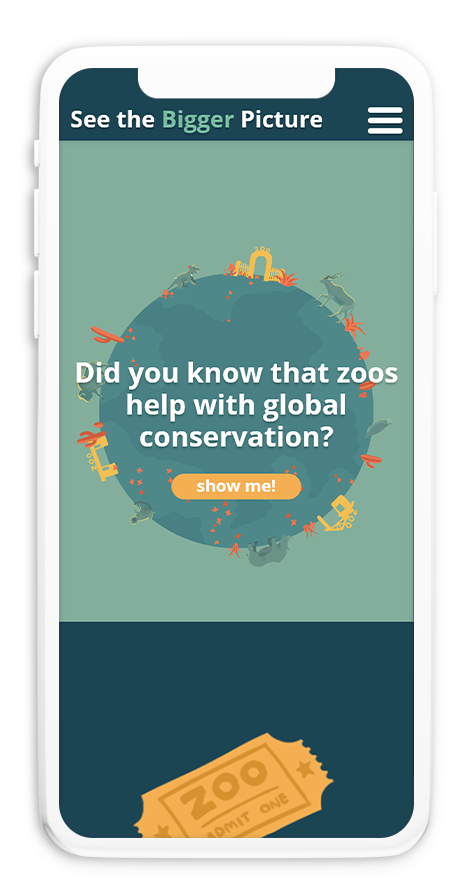 See the Bigger Picture
Did you know that zoos
help with global
conservation?
show me!
ZOO
ADMIT ONE